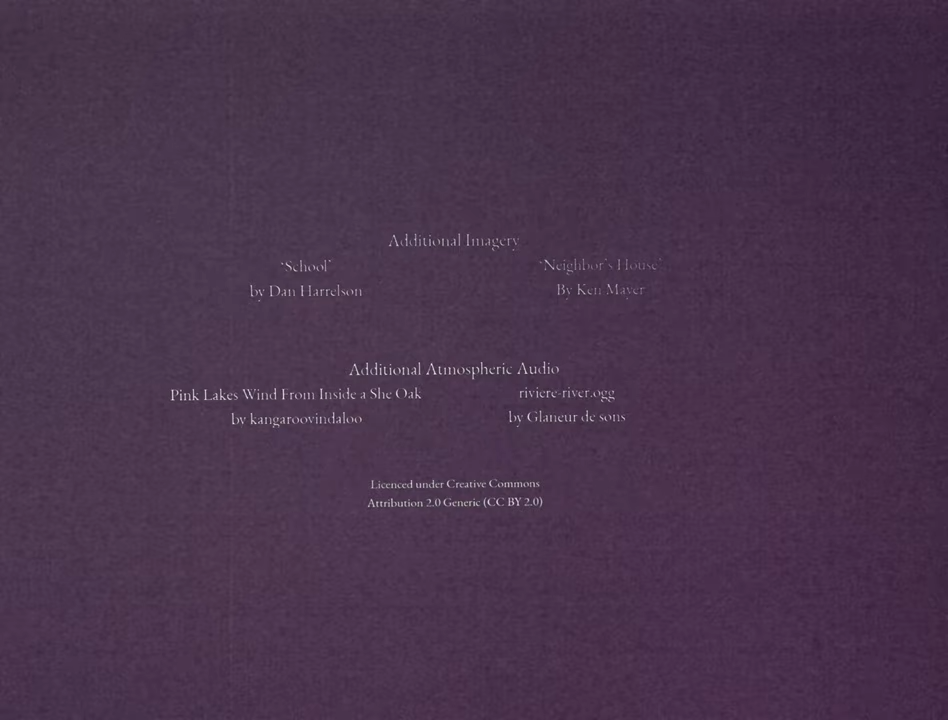 Additional Imagery
'School'
by Dan Harrelson
'Neighbor's House'
By Ken Mayer
Additional Atmospheric Audio
Pink Lakes Wind From Inside a She Oak
by kangaroovindaloo
riviere-river.ogg
by Glaneur de sons
Licenced under Creative Commons
Attribution 2.0 Generic (CC BY 2.0)